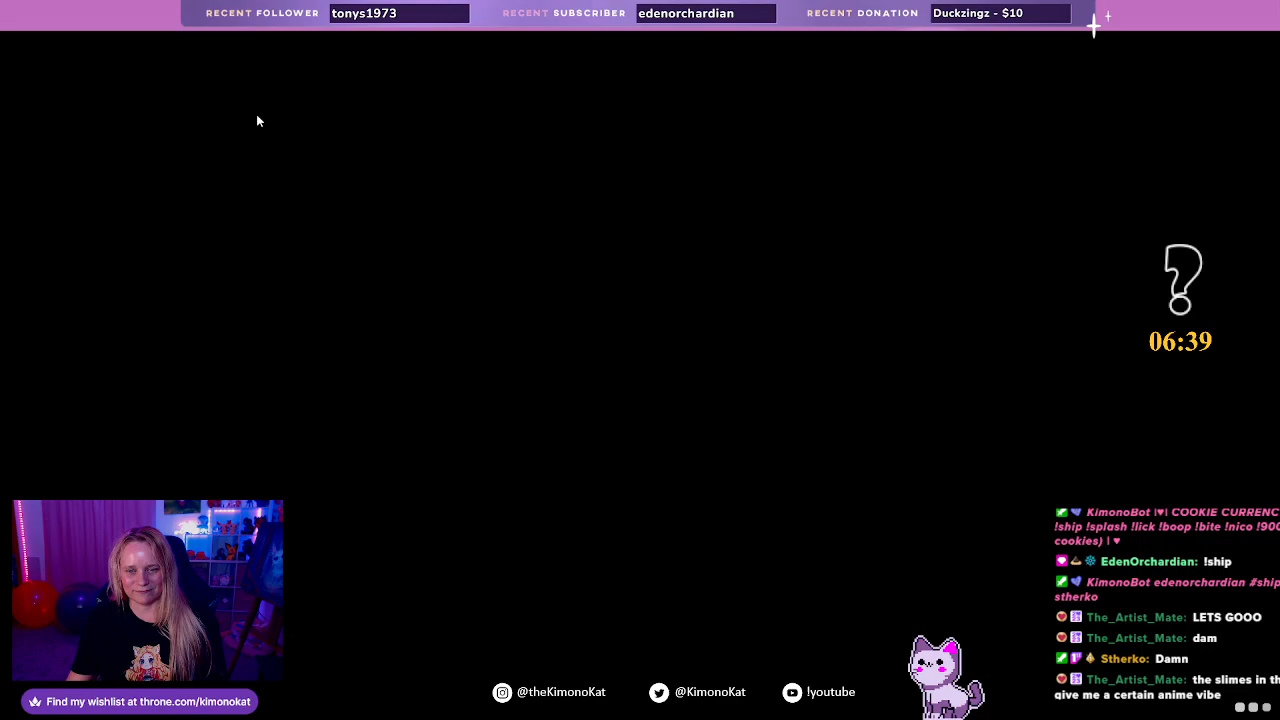 RECENT FOLLOWER tonys1973 RECENT SUBSCRIBER edenorchardian RECENT DONATION Duckzingz - $10
?
06:39
KimonoBot |♥| COOKIE CURRENC
!ship !splash !lick !boop !bite !nico !900
cookies) | ♥
EdenOrchardian: !ship
KimonoBot edenorchardian #ship
stherko
The_Artist_Mate: LETS GOOO
The_Artist_Mate: dam
Stherko: Damn
The_Artist_Mate: the slimes in th
give me a certain anime vibe
@theKimonoKat @KimonoKat !youtube
Find my wishlist at throne.com/kimonokat